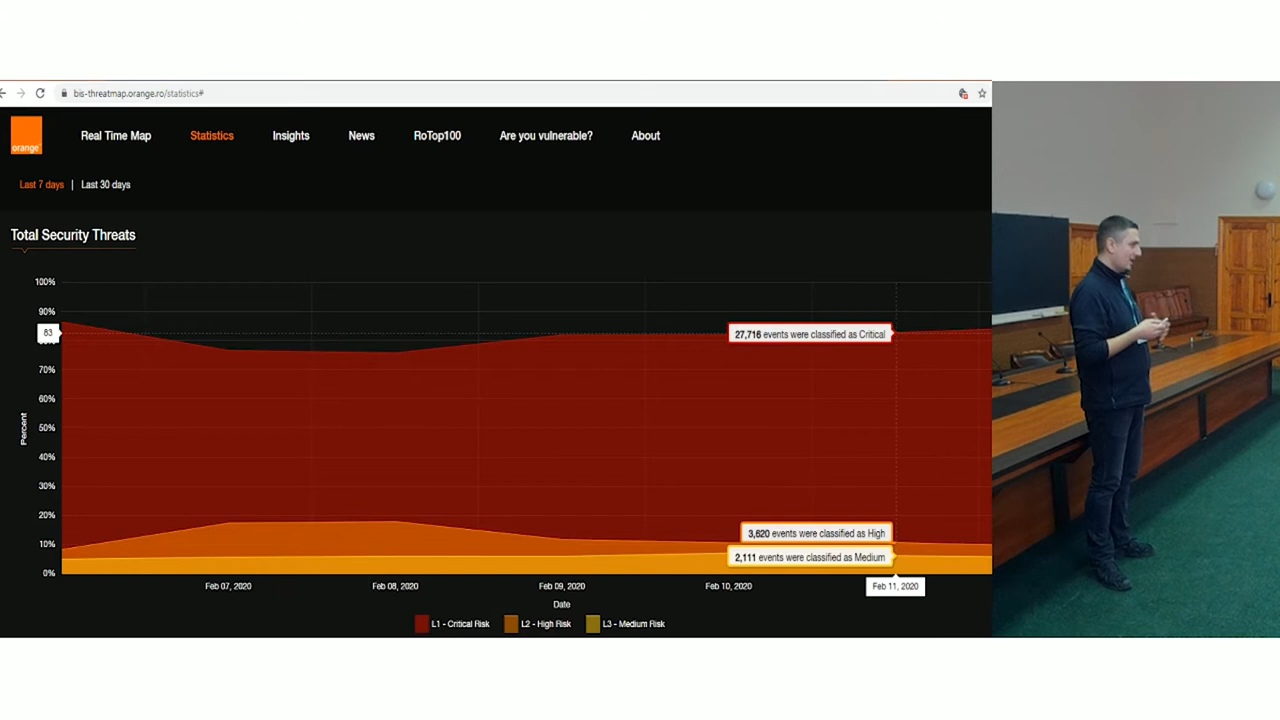 bis-threatmap.orange.ro/statistics#
orange
Real Time Map Statistics Insights News RoTop100 Are you vulnerable? About
Last 7 days | Last 30 days
Total Security Threats
100%
90%
83
70%
60%
50%
40%
30%
20%
10%
0%
Percent
27,716 events were classified as Critical
3,620 events were classified as High
2,111 events were classified as Medium
Feb 07, 2020 Feb 08, 2020 Feb 09, 2020 Feb 10, 2020 Feb 11, 2020
Date
L1 - Critical Risk L2 - High Risk L3 - Medium Risk